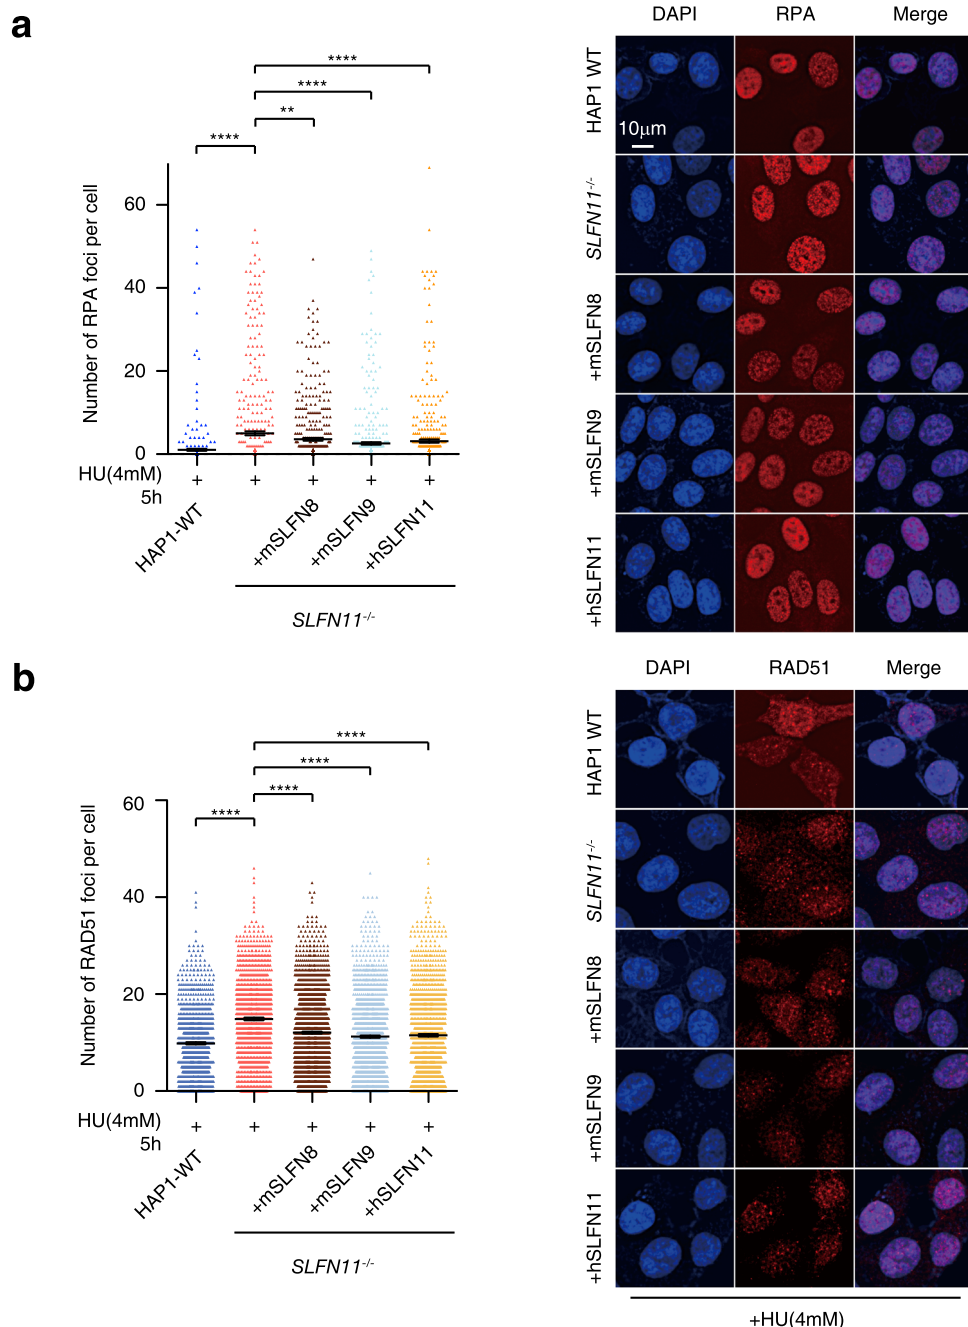 a
DAPI RPA Merge
****
****
**
****
Number of RPA foci per cell
60
40
20
0
HU(4mM)
5h
+ + + + +
HAP1-WT
+mSLFN8
+mSLFN9
+hSLFN11
SLFN11-/-
HAP1 WT
10μm
SLFN11-/-
+mSLFN8
+mSLFN9
+hSLFN11
b
DAPI RAD51 Merge
****
****
****
****
Number of RAD51 foci per cell
60
40
20
0
HU(4mM)
5h
+ + + + +
HAP1-WT
+mSLFN8
+mSLFN9
+hSLFN11
SLFN11-/-
HAP1 WT
SLFN11-/-
+mSLFN8
+mSLFN9
+hSLFN11
+HU(4mM)